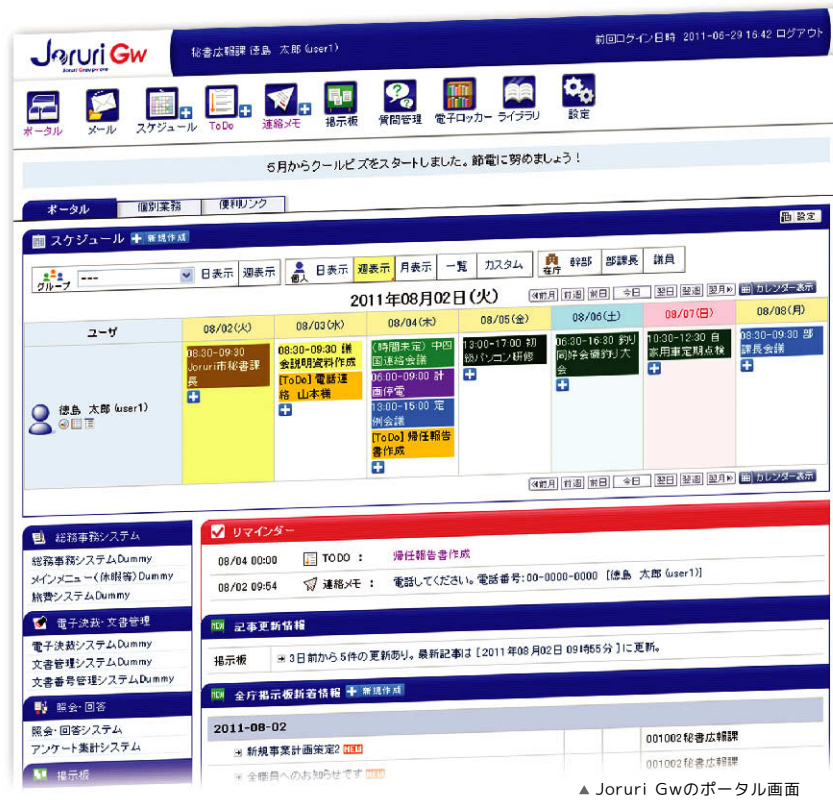 Joruri Gw
Joruri Groupware
秘書広報課 徳島 太郎 (user1)
前回ログイン日時 2011-06-29 16:42 ログアウト
ポータル メール スケジュール ToDo 連絡メモ 掲示板 質問管理 電子ロッカー ライブラリ 設定
5月からクールビズをスタートしました。節電に努めましょう！
ポータル 個別業務 便利リンク
スケジュール 新規作成 設定
グループ --- 日表示 週表示 個人 日表示 週表示 月表示 一覧 カスタム 在庁 幹部 部課長 議員
2011年08月02日(火) 前月 前週 前日 今日 翌日 翌週 翌月 カレンダー表示
ユーザ 08/02(火) 08/03(水) 08/04(木) 08/05(金) 08/06(土) 08/07(日) 08/08(月)
徳島 太郎 (user1)
08:30-09:30
Joruri市秘書課
長
08:30-09:30 議
会説明資料作成
[ToDo] 電話連
絡 山本様
(時間未定) 中四
国連絡会議
06:00-09:00 計
画停電
13:00-15:00 定
例会議
[ToDo] 帰任報告
書作成
13:00-17:00 初
級パソコン研修
06:30-16:30 釣り
同好会磯釣り大
会
10:30-12:30 自
家用車定期点検
08:30-09:30 部
課長会議
前月 前週 前日 今日 翌日 翌週 翌月 カレンダー表示
総務事務システム
総務事務システムDummy
メインメニュー(休暇等)Dummy
旅費システムDummy
電子決裁・文書管理
電子決裁システムDummy
文書管理システムDummy
文書番号管理システムDummy
照会・回答
照会・回答システム
アンケート集計システム
掲示板
リマインダー
08/04 00:00 TODO : 帰任報告書作成
08/02 09:54 連絡メモ : 電話してください。電話番号:00-0000-0000 [徳島 太郎 (user1)]
NEW 記事更新情報
掲示板 3日前から5件の更新あり。最新記事は [2011年08月02日 09時55分]に更新。
NEW 全庁掲示板新着情報 新規作成
2011-08-02
新規事業計画策定2 NEW 001002秘書広報課
全職員へのお知らせです NEW 001002秘書広報課
▲Joruri Gwのポータル画面